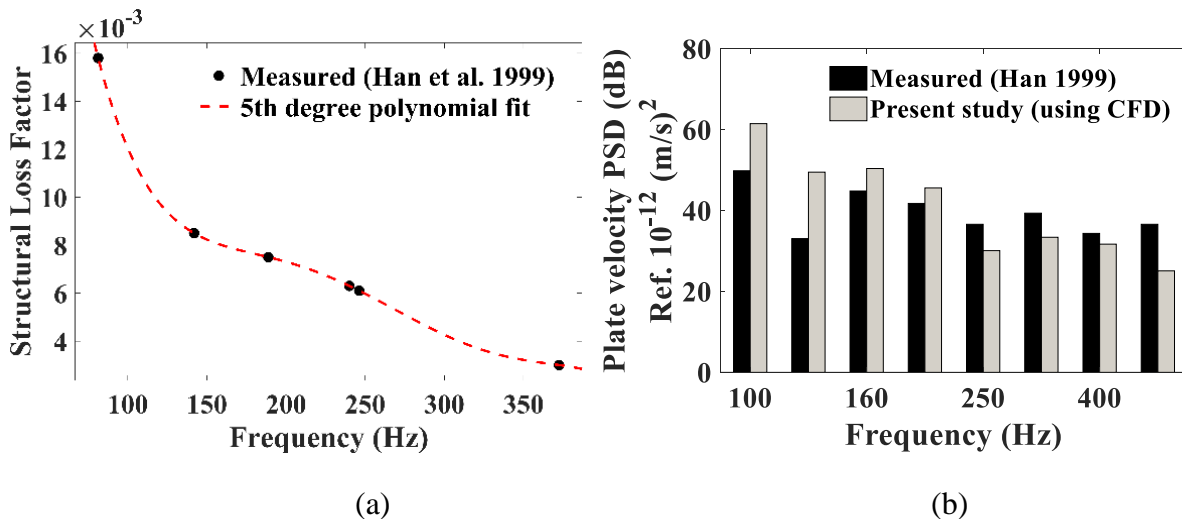 ×10⁻³
16
14
12
10
8
6
4
Structural Loss Factor
Measured (Han et al. 1999)
5th degree polynomial fit
100 150 200 250 300 350
Frequency (Hz)
(a)
Plate velocity PSD (dB)
Ref. 10⁻¹² (m/s)²
80
60
40
20
0
Measured (Han 1999)
Present study (using CFD)
100 160 250 400
Frequency (Hz)
(b)